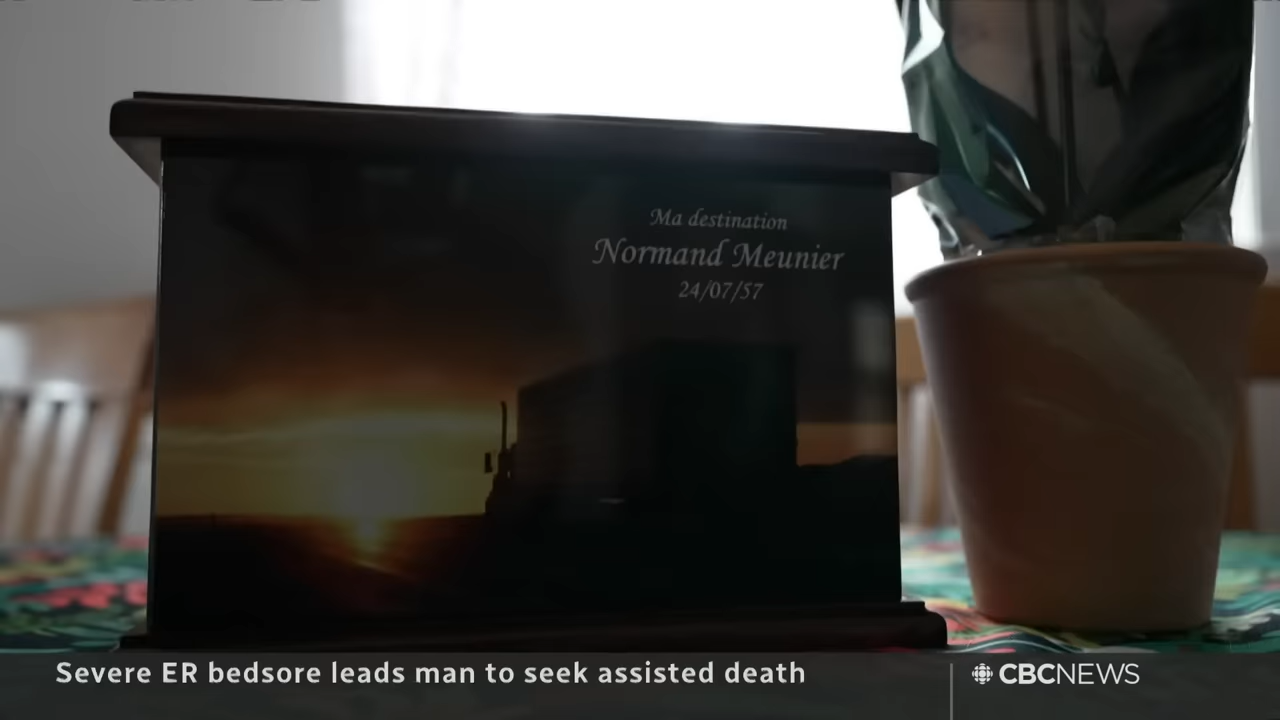 Ma destination
Normand Meunier
24/07/57
Severe ER bedsore leads man to seek assisted death
CBCNEWS